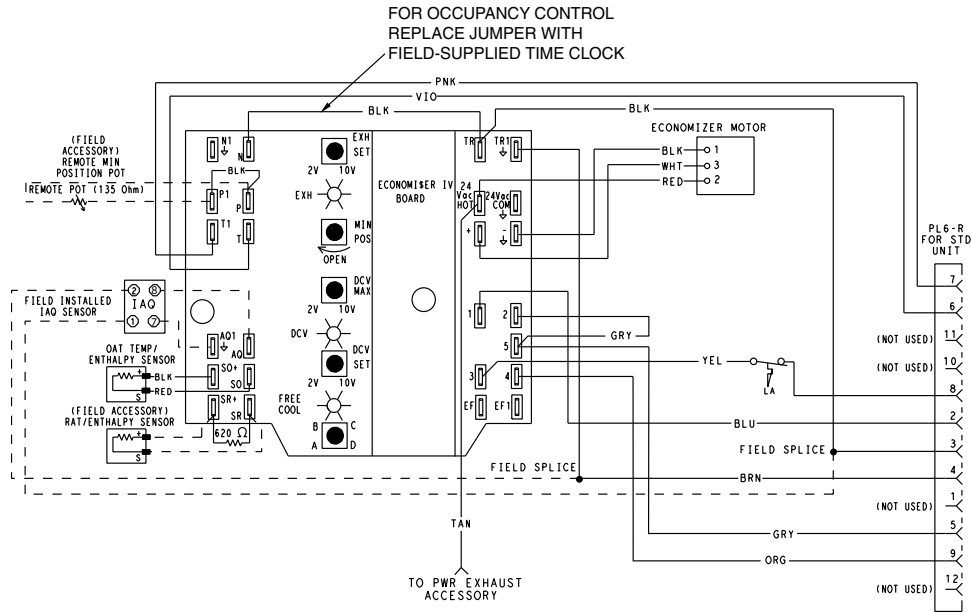 FOR OCCUPANCY CONTROL
REPLACE JUMPER WITH
FIELD-SUPPLIED TIME CLOCK
PNK
VIO
BLK
BLK
(FIELD
ACCESSORY)
REMOTE MIN
POSITION POT
REMOTE POT (135 Ohm)
N1
N
BLK
P1
P
T1
T
EXH
SET
2V 10V
EXH
MIN
POS
OPEN
DCV
MAX
2V 10V
DCV
DCV
SET
2V 10V
FREE
COOL
B C
A D
ECONOMI$ER IV
BOARD
TR
TR1
24
Vac
HOT
24Vac
COM
+
-
1
2
5
3
4
EF
EF1
ECONOMIZER MOTOR
BLK 1
WHT 3
RED 2
FIELD INSTALLED
IAQ SENSOR
2 8
IAQ
1 7
AQ1
AQ
OAT TEMP/
ENTHALPY SENSOR
+
S
BLK
RED
SO+
SO
(FIELD ACCESSORY)
RAT/ENTHALPY SENSOR
+
S
SR+
SR
620 Ω
GRY
YEL
LA
BLU
FIELD SPLICE
FIELD SPLICE
BRN
GRY
ORG
TAN
TO PWR EXHAUST
ACCESSORY
PL6-R
FOR STD
UNIT
7
6
(NOT USED) 11
(NOT USED) 10
8
2
3
4
(NOT USED) 1
5
9
(NOT USED) 12